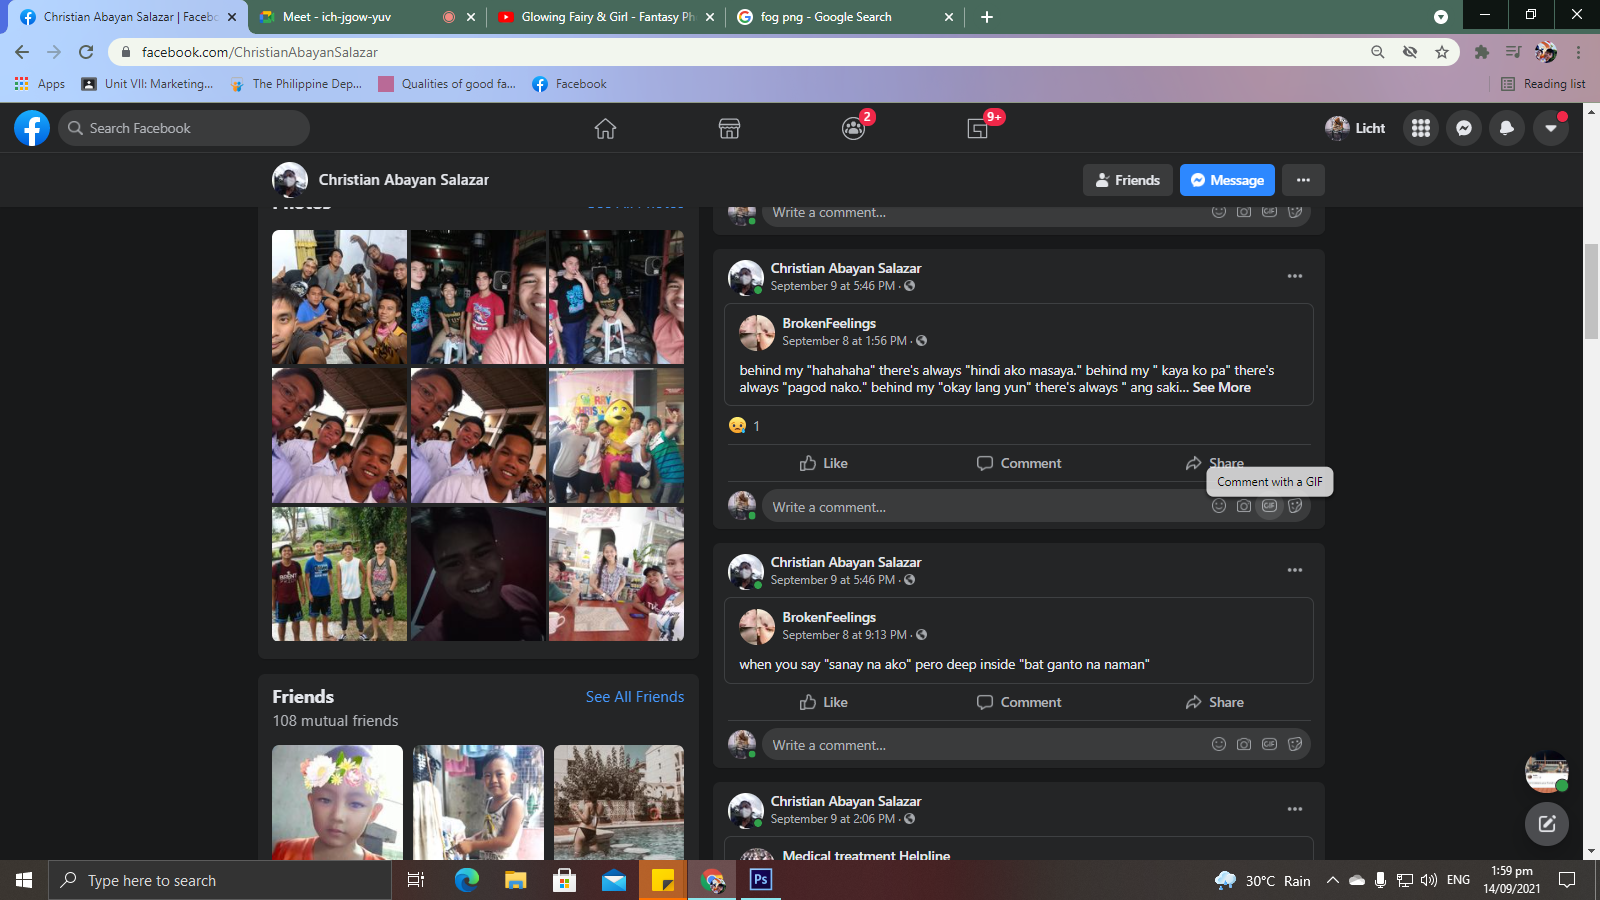 Christian Abayan Salazar | Facebo
Meet - ich-jgow-yuv
Glowing Fairy & Girl - Fantasy Ph
fog png - Google Search
facebook.com/ChristianAbayanSalazar
Apps
Unit VII: Marketing...
The Philippine Dep...
Qualities of good fa...
Facebook
Reading list
Search Facebook
2
9+
Licht
Christian Abayan Salazar
Friends
Message
Photos
See All Photos
Friends
See All Friends
108 mutual friends
Write a comment...
Christian Abayan Salazar
September 9 at 5:46 PM ·
BrokenFeelings
September 8 at 1:56 PM ·
behind my "hahahaha" there's always "hindi ako masaya." behind my " kaya ko pa" there's
always "pagod nako." behind my "okay lang yun" there's always " ang saki... See More
1
Like
Comment
Share
Comment with a GIF
Write a comment...
GIF
Christian Abayan Salazar
September 9 at 5:46 PM ·
BrokenFeelings
September 8 at 9:13 PM ·
when you say "sanay na ako" pero deep inside "bat ganto na naman"
Like
Comment
Share
Write a comment...
GIF
Christian Abayan Salazar
September 9 at 2:06 PM ·
Medical treatment Helpline
Type here to search
Ps
30°C Rain
ENG
1:59 pm
14/09/2021